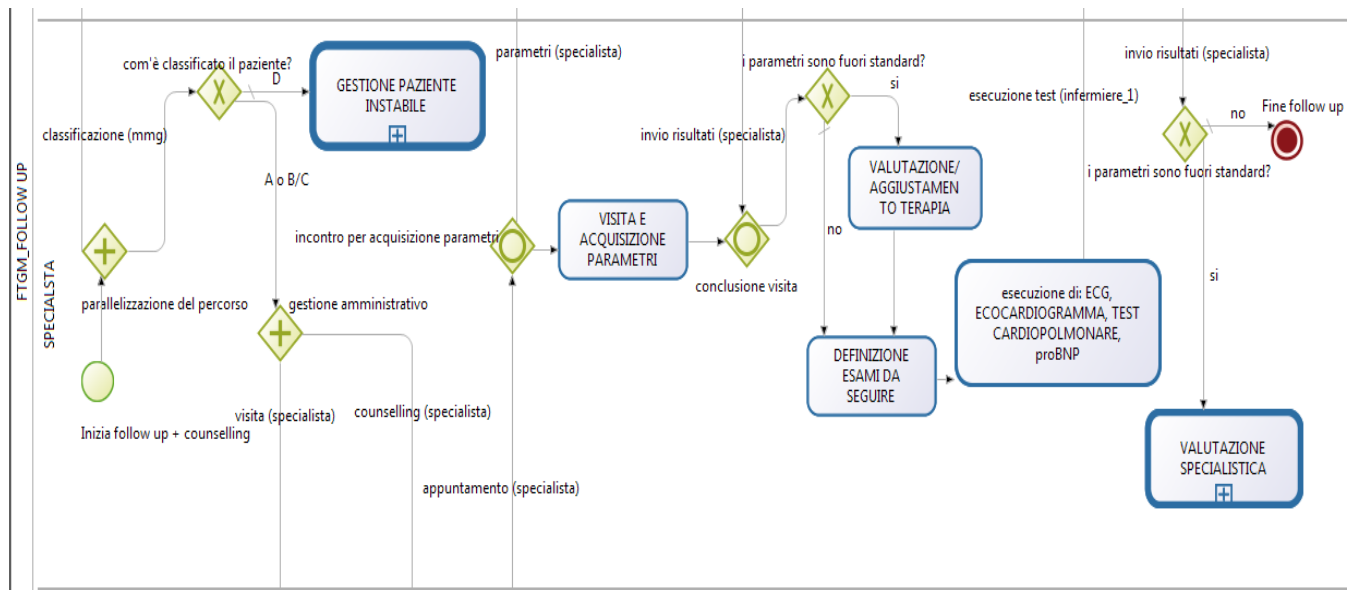 FTGM_FOLLOW UP
SPECIALSTA
com'è classificato il paziente?
D
GESTIONE PAZIENTE
INSTABILE
classificazione (mmg)
A o B/C
parallelizzazione del percorso
gestione amministrativo
Inizia follow up + counselling
visita (specialista)
counselling (specialista)
appuntamento (specialista)
parametri (specialista)
incontro per acquisizione parametri
VISITA E
ACQUISIZIONE
PARAMETRI
invio risultati (specialista)
conclusione visita
i parametri sono fuori standard?
si
no
VALUTAZIONE/
AGGIUSTAMEN
TO TERAPIA
DEFINIZIONE
ESAMI DA
SEGUIRE
esecuzione test (infermiere_1)
esecuzione di: ECG,
ECOCARDIOGRAMMA, TEST
CARDIOPOLMONARE,
proBNP
invio risultati (specialista)
no
Fine follow up
i parametri sono fuori standard?
si
VALUTAZIONE
SPECIALISTICA